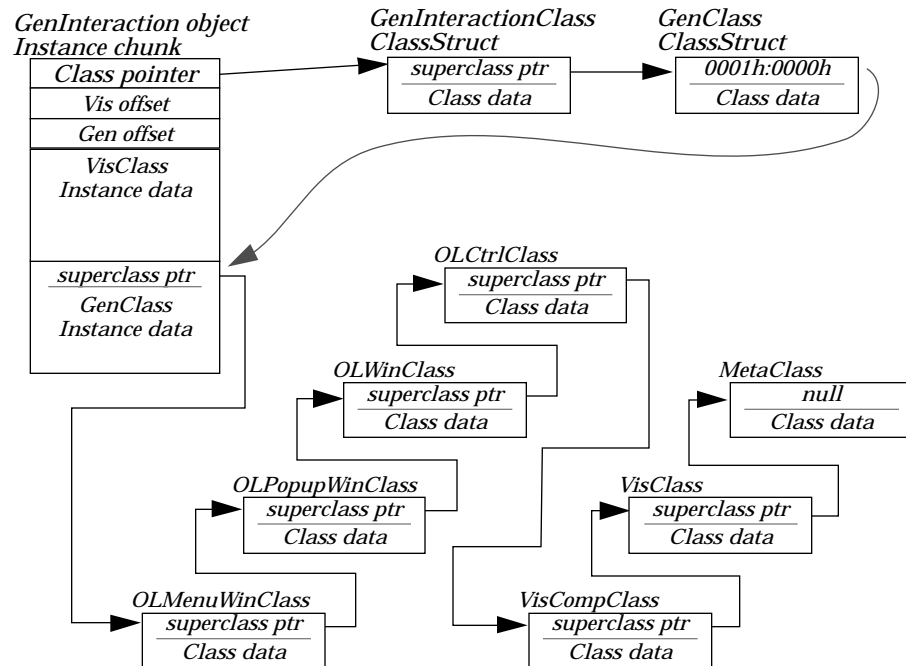 GenInteraction object
Instance chunk
Class pointer
Vis offset
Gen offset
VisClass
Instance data
superclass ptr
GenClass
Instance data
GenInteractionClass
ClassStruct
superclass ptr
Class data
GenClass
ClassStruct
0001h:0000h
Class data
OLCtrlClass
superclass ptr
Class data
OLWinClass
superclass ptr
Class data
MetaClass
null
Class data
OLPopupWinClass
superclass ptr
Class data
VisClass
superclass ptr
Class data
OLMenuWinClass
superclass ptr
Class data
VisCompClass
superclass ptr
Class data